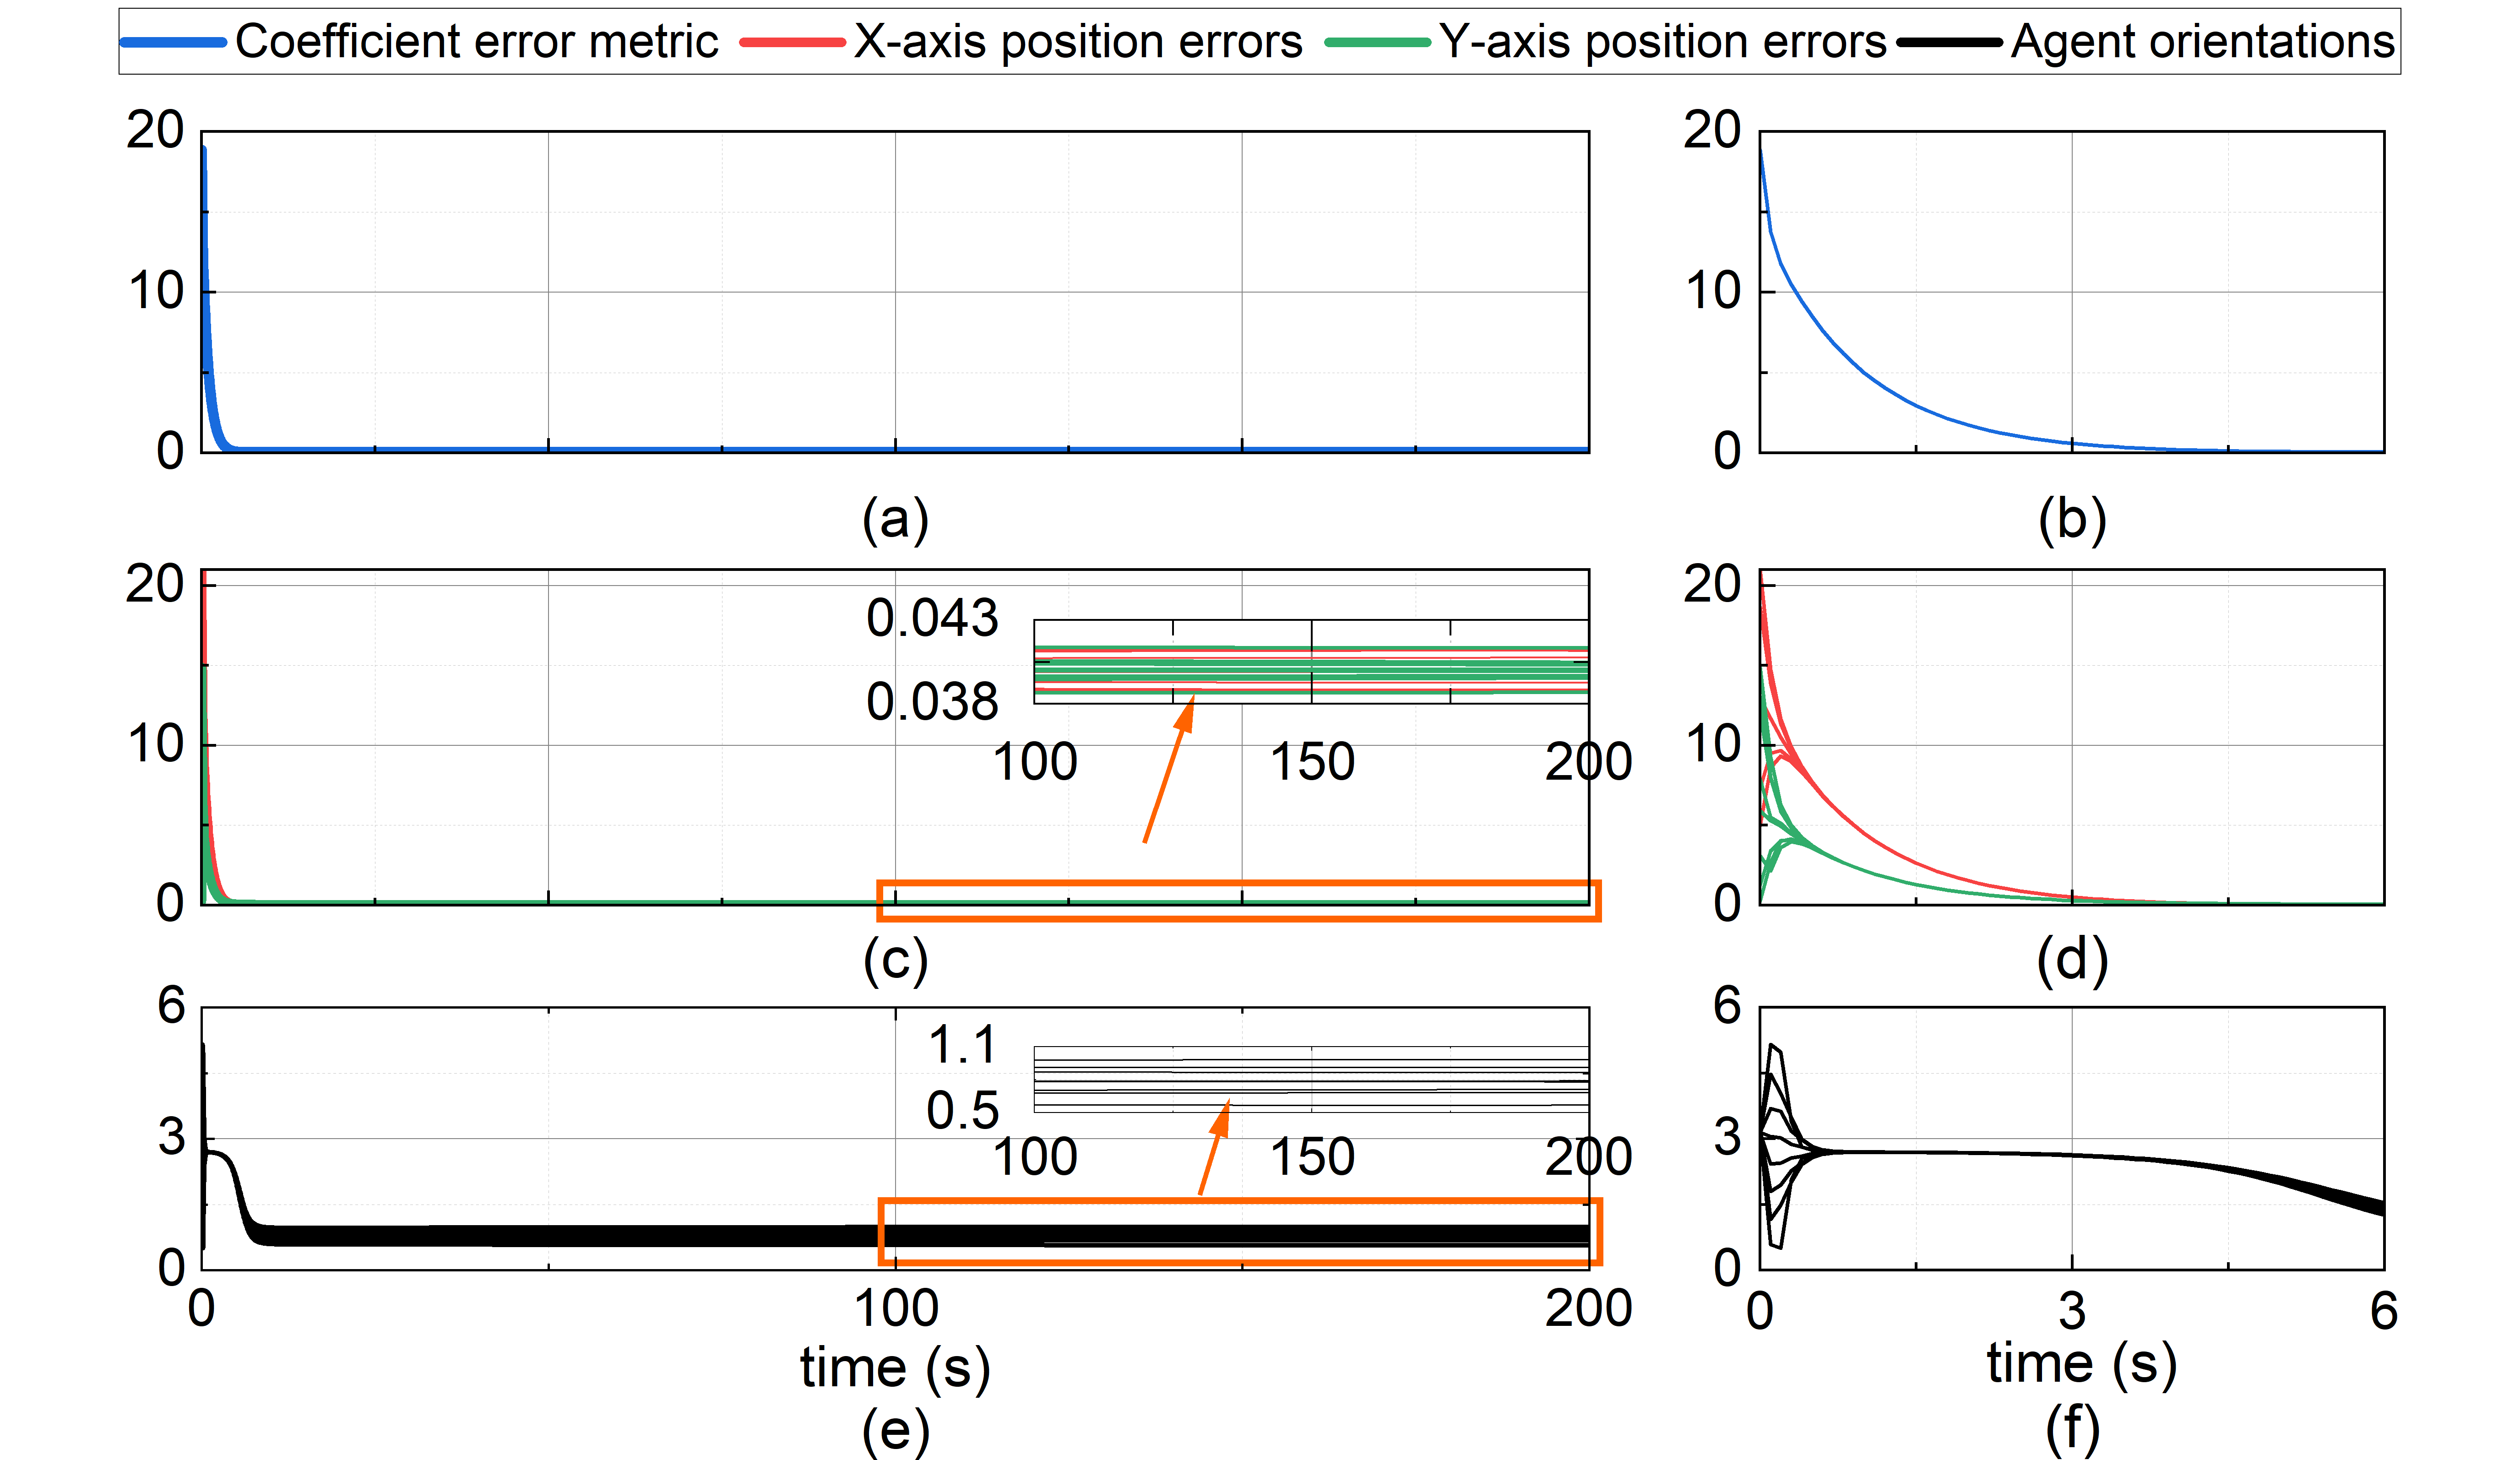 Coefficient error metric X-axis position errors Y-axis position errors Agent orientations
20 20
10 10
0 0
(a) (b)
20 20
0.043
0.038
10 100 150 200 10
0 0
(c) (d)
6 6
1.1
0.5
3 100 150 200 3
0 0
0 100 200 0 3 6
time (s) time (s)
(e) (f)